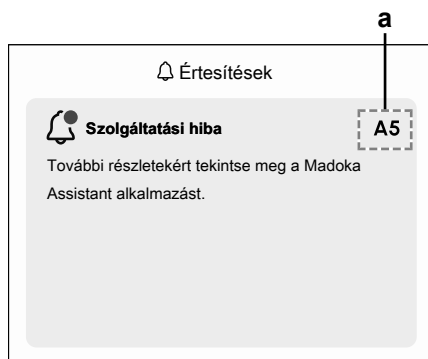 a
Értesítések
Szolgáltatási hiba
A5
További részletekért tekintse meg a Madoka
Assistant alkalmazást.